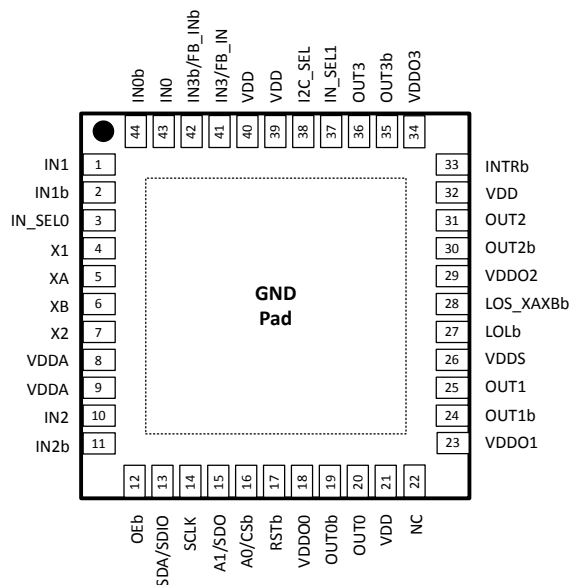 IN0b
IN0
IN3b/FB_INb
IN3/FB_IN
VDD
VDD
I2C_SEL
IN_SEL1
OUT3
OUT3b
VDDO3
44
43
42
41
40
39
38
37
36
35
34
IN1 1
IN1b 2
IN_SEL0 3
X1 4
XA 5
XB 6
X2 7
VDDA 8
VDDA 9
IN2 10
IN2b 11
GND
Pad
33 INTRb
32 VDD
31 OUT2
30 OUT2b
29 VDDO2
28 LOS_XAXBb
27 LOLb
26 VDDS
25 OUT1
24 OUT1b
23 VDDO1
12
13
14
15
16
17
18
19
20
21
22
OEb
SDA/SDIO
SCLK
A1/SDO
A0/CSb
RSTb
VDDO0
OUT0b
OUT0
VDD
NC